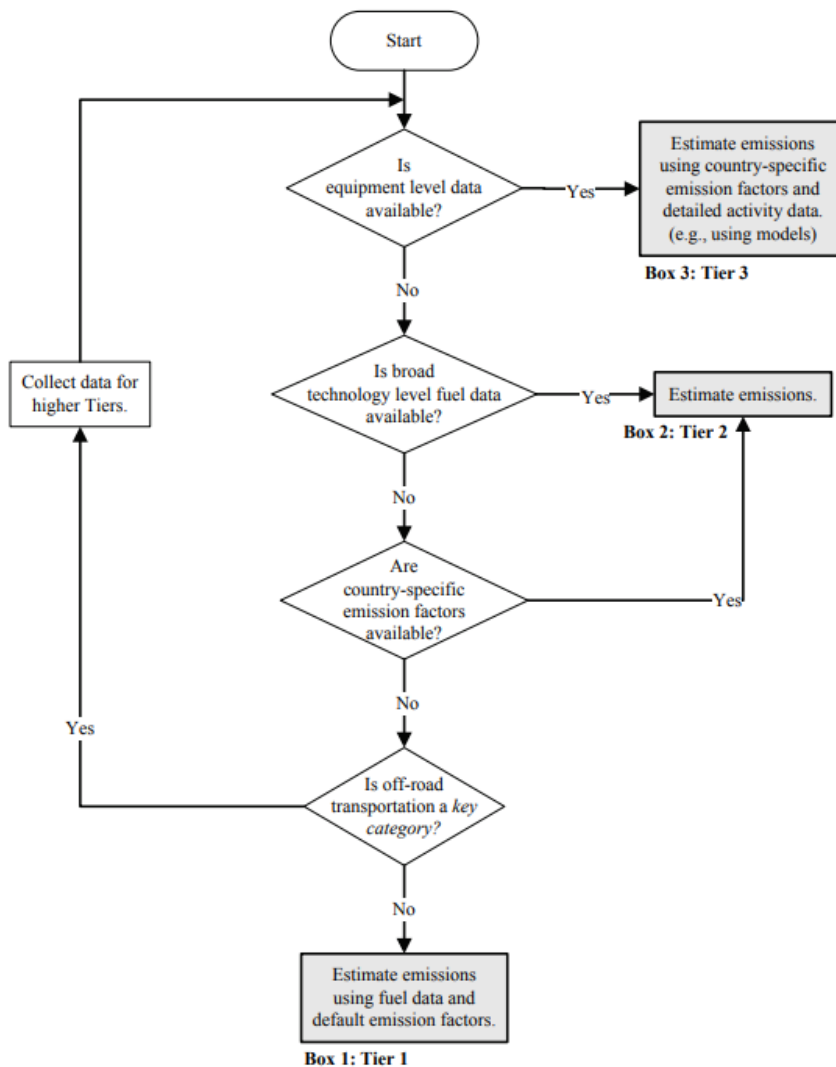 Start
Is
equipment level data
available?
Yes
Estimate emissions
using country-specific
emission factors and
detailed activity data.
(e.g., using models)
Box 3: Tier 3
No
Collect data for
higher Tiers.
Is broad
technology level fuel data
available?
Yes
Estimate emissions.
Box 2: Tier 2
No
Are
country-specific
emission factors
available?
Yes
No
Yes
Is off-road
transportation a key
category?
No
Estimate emissions
using fuel data and
default emission factors.
Box 1: Tier 1